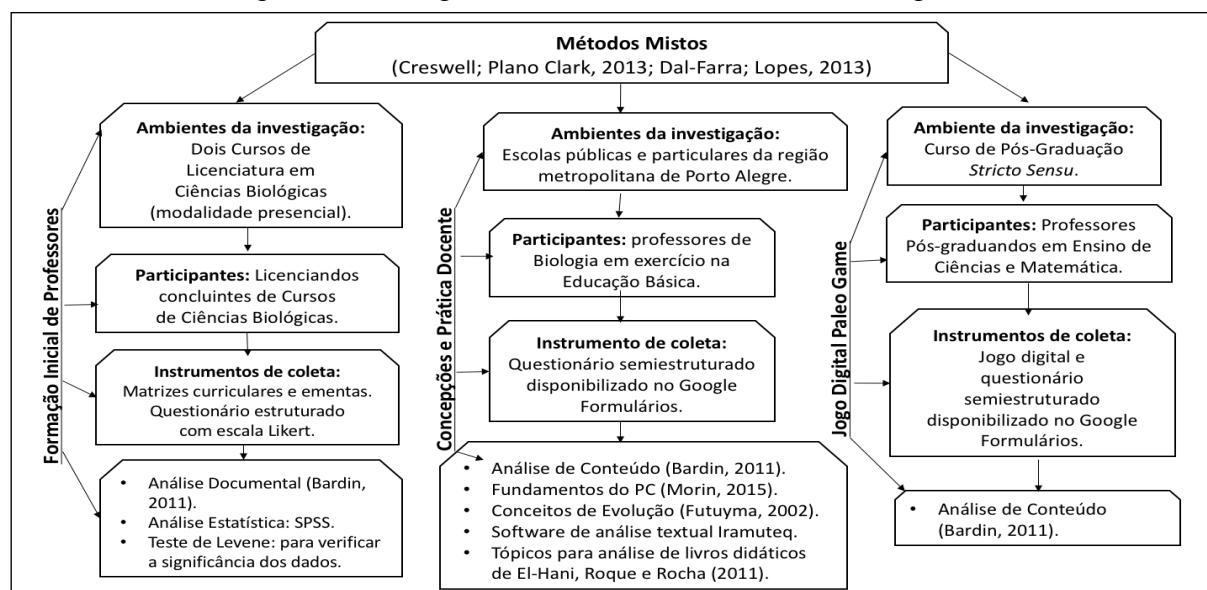 Métodos Mistos
(Creswell; Plano Clark, 2013; Dal-Farra; Lopes, 2013)
Formação Inicial de Professores
Ambientes da investigação:
Dois Cursos de
Licenciatura em
Ciências Biológicas
(modalidade presencial).
Participantes: Licenciandos
concluintes de Cursos
de Ciências Biológicas.
Instrumentos de coleta:
Matrizes curriculares e ementas.
Questionário estruturado
com escala Likert.
• Análise Documental (Bardin,
2011).
• Análise Estatística: SPSS.
• Teste de Levene: para verificar
a significância dos dados.
Concepções e Prática Docente
Ambientes da investigação:
Escolas públicas e particulares da região
metropolitana de Porto Alegre.
Participantes: professores de
Biologia em exercício na
Educação Básica.
Instrumento de coleta:
Questionário semiestruturado
disponibilizado no Google
Formulários.
• Análise de Conteúdo (Bardin, 2011).
• Fundamentos do PC (Morin, 2015).
• Conceitos de Evolução (Futuyma, 2002).
• Software de análise textual Iramuteq.
• Tópicos para análise de livros didáticos
de El-Hani, Roque e Rocha (2011).
Jogo Digital Paleo Game
Ambiente da investigação:
Curso de Pós-Graduação
Stricto Sensu.
Participantes: Professores
Pós-graduandos em Ensino de
Ciências e Matemática.
Instrumentos de coleta:
Jogo digital e
questionário
semiestruturado
disponibilizado no Google
Formulários.
• Análise de Conteúdo
(Bardin, 2011).